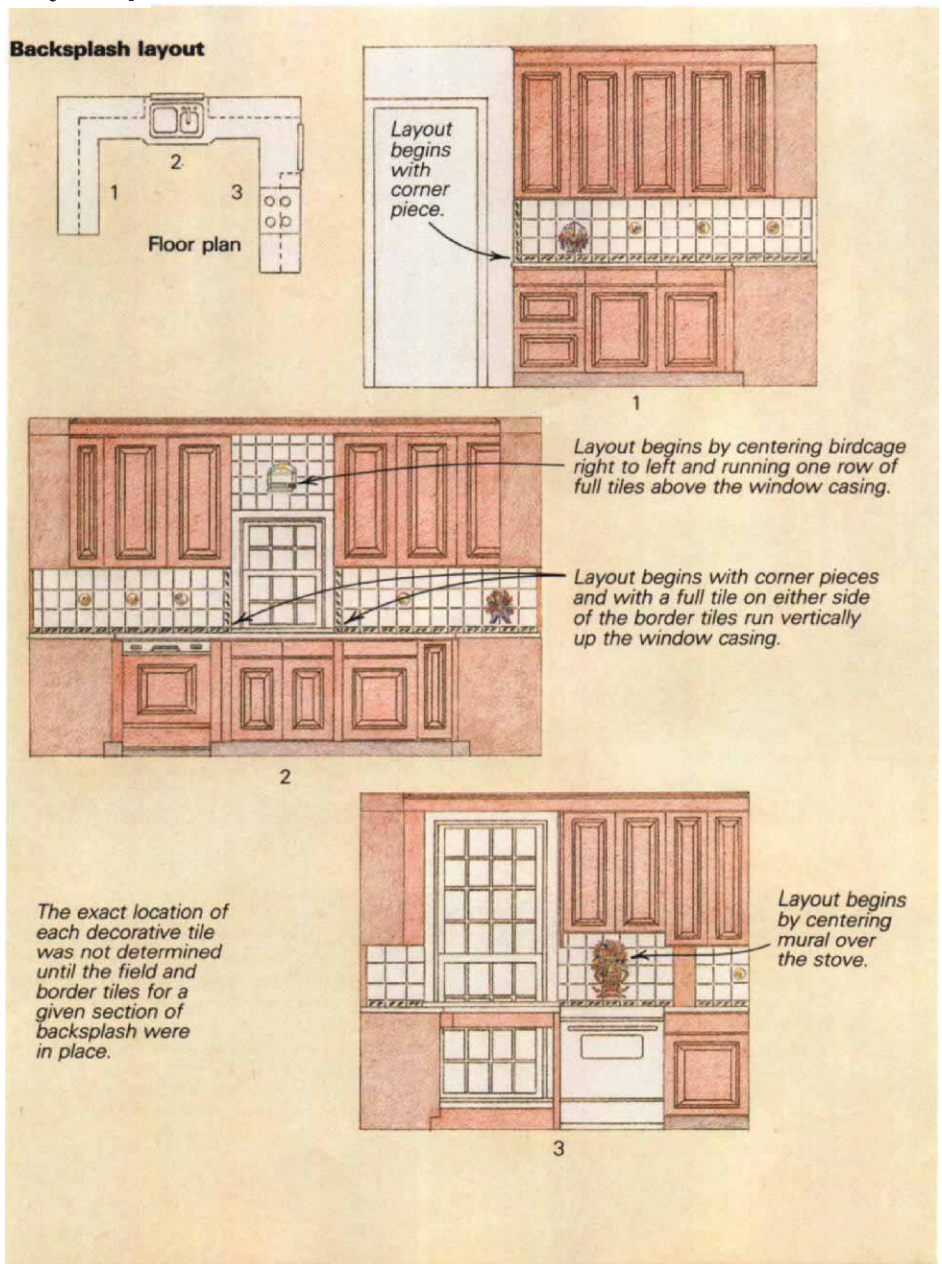 Backsplash layout
1
2
3
Floor plan
Layout
begins
with
corner
piece.
1
Layout begins by centering birdcage
right to left and running one row of
full tiles above the window casing.
Layout begins with corner pieces
and with a full tile on either side
of the border tiles run vertically
up the window casing.
2
The exact location of
each decorative tile
was not determined
until the field and
border tiles for a
given section of
backsplash were
in place.
Layout begins
by centering
mural over
the stove.
3